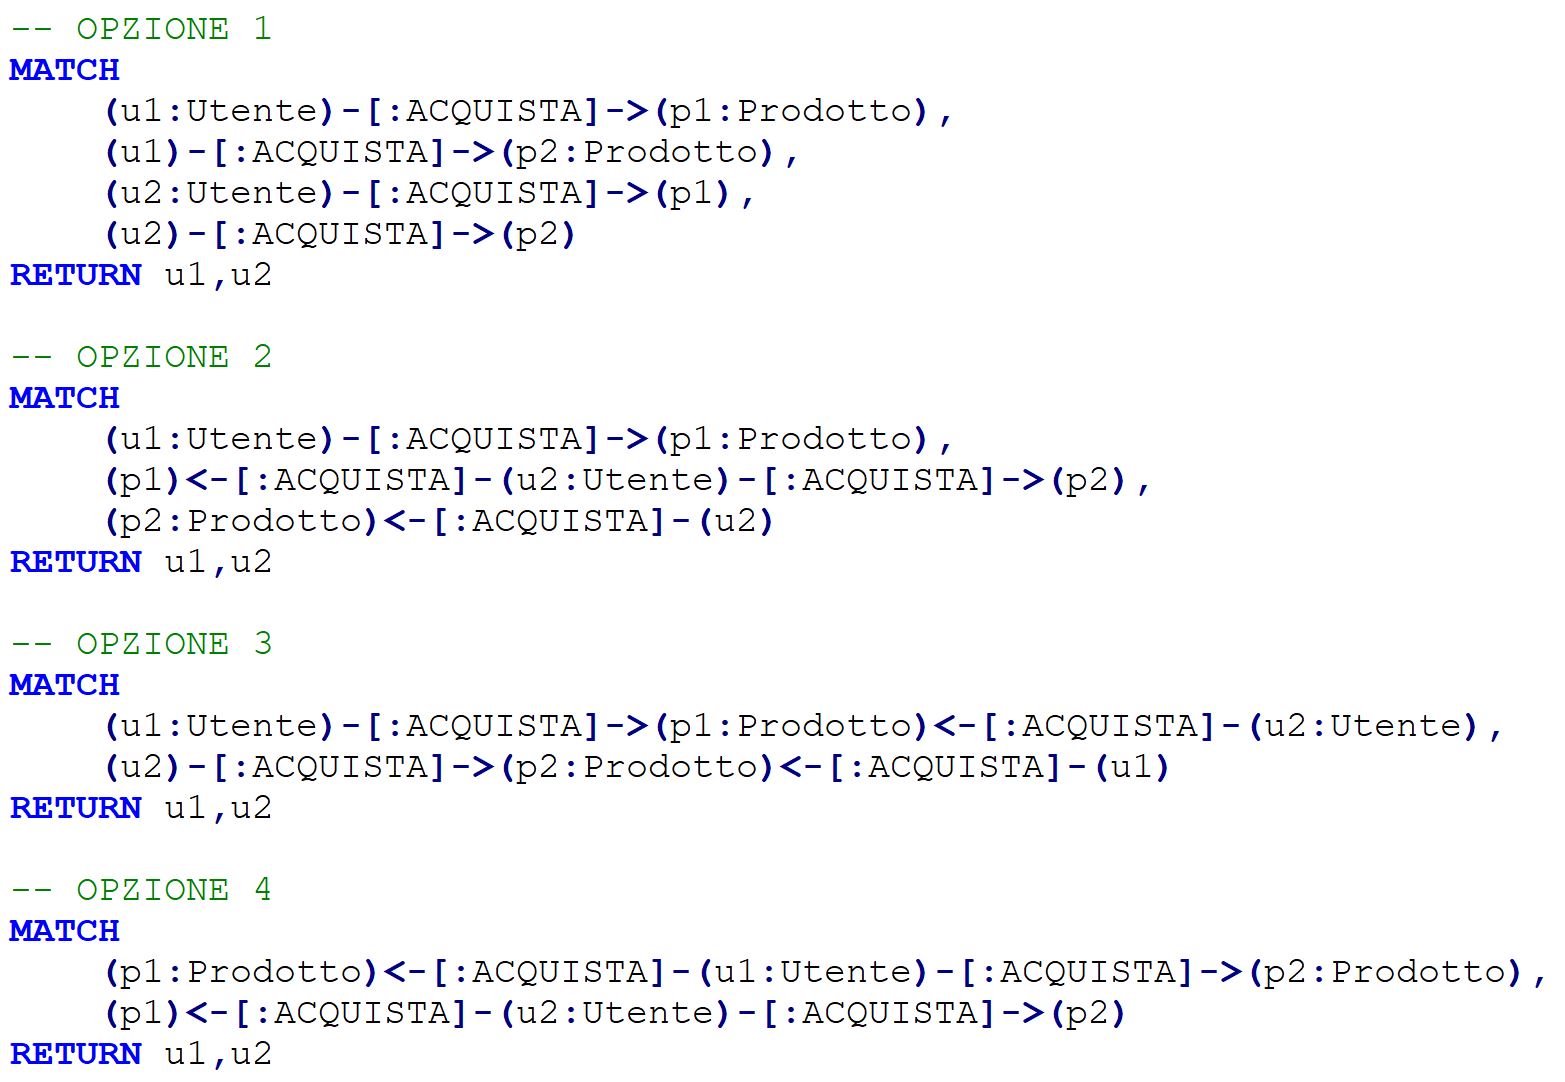 -- OPZIONE 1
MATCH
(u1:Utente)-[:ACQUISTA]->(p1:Prodotto),
(u1)-[:ACQUISTA]->(p2:Prodotto),
(u2:Utente)-[:ACQUISTA]->(p1),
(u2)-[:ACQUISTA]->(p2)
RETURN u1,u2
-- OPZIONE 2
MATCH
(u1:Utente)-[:ACQUISTA]->(p1:Prodotto),
(p1)<-[:ACQUISTA]-(u2:Utente)-[:ACQUISTA]->(p2),
(p2:Prodotto)<-[:ACQUISTA]-(u2)
RETURN u1,u2
-- OPZIONE 3
MATCH
(u1:Utente)-[:ACQUISTA]->(p1:Prodotto)<-[:ACQUISTA]-(u2:Utente),
(u2)-[:ACQUISTA]->(p2:Prodotto)<-[:ACQUISTA]-(u1)
RETURN u1,u2
-- OPZIONE 4
MATCH
(p1:Prodotto)<-[:ACQUISTA]-(u1:Utente)-[:ACQUISTA]->(p2:Prodotto),
(p1)<-[:ACQUISTA]-(u2:Utente)-[:ACQUISTA]->(p2)
RETURN u1,u2